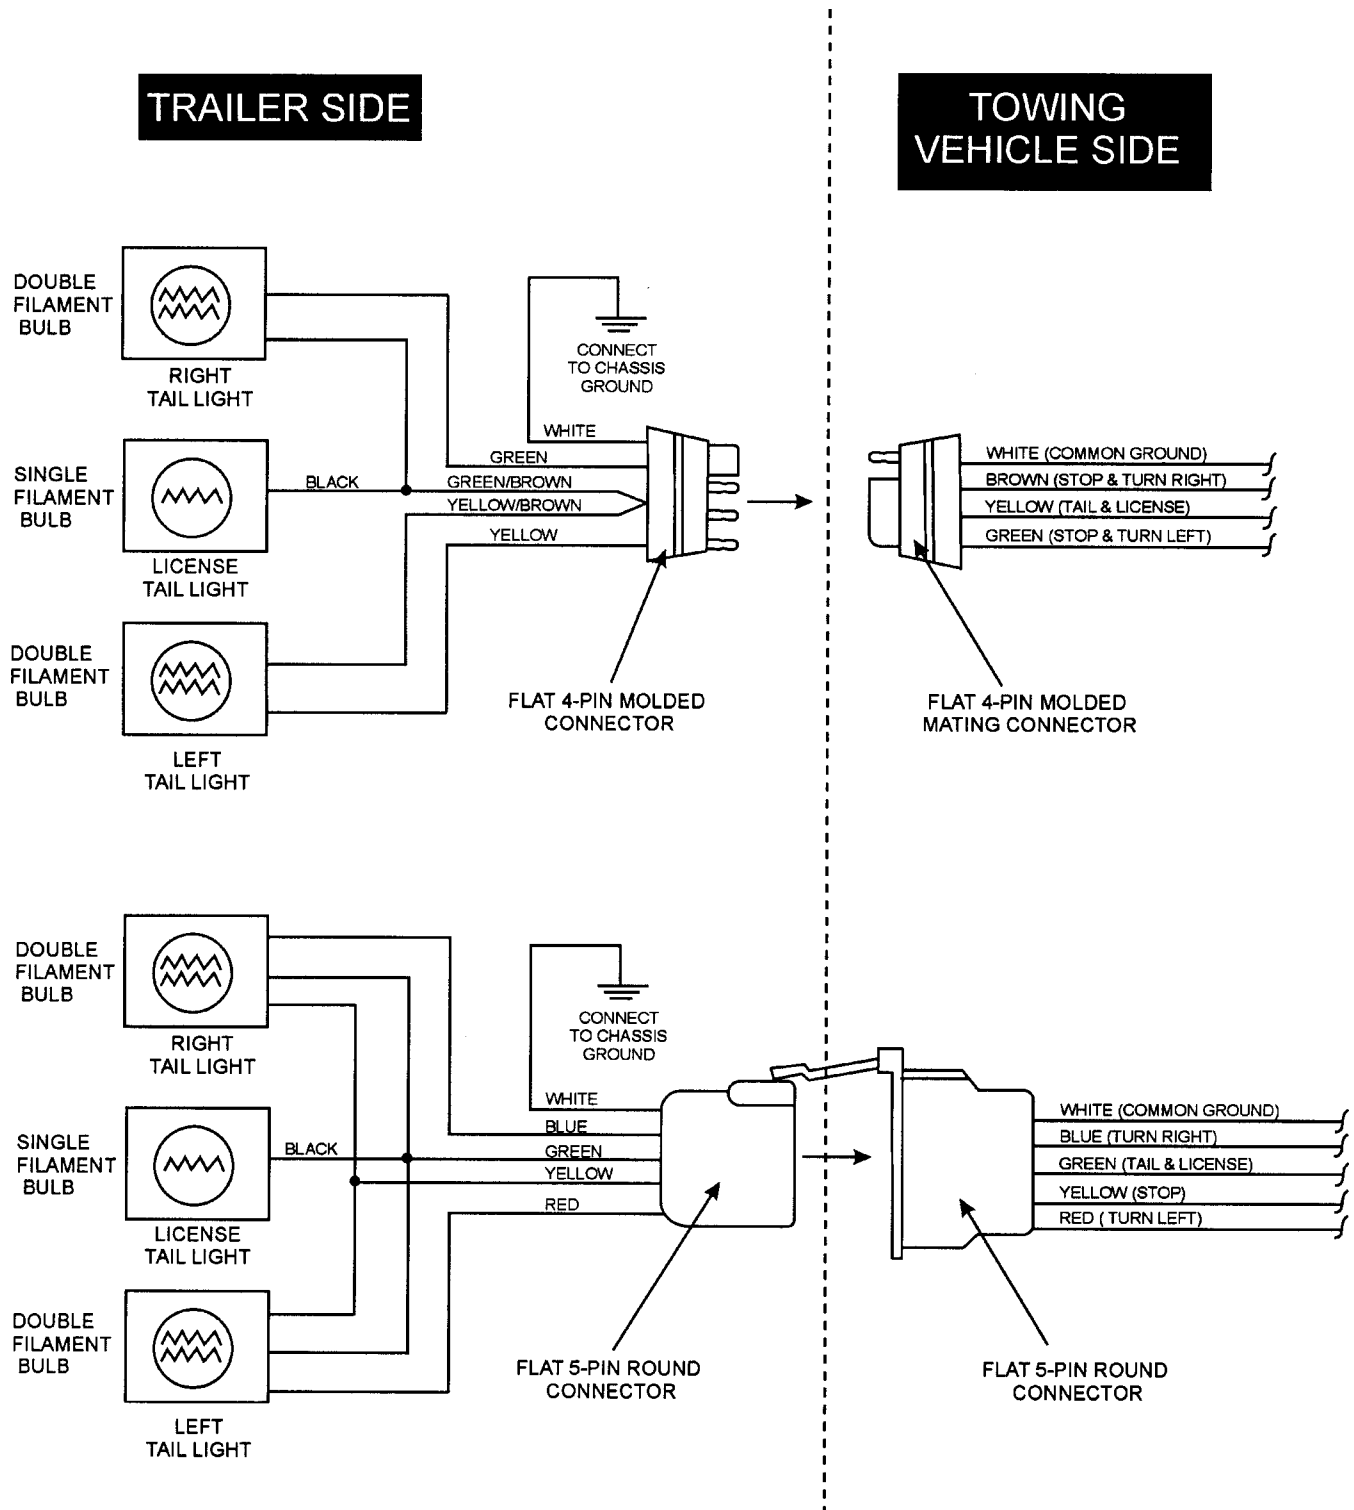 TRAILER SIDE
TOWING
VEHICLE SIDE
DOUBLE
FILAMENT
BULB
RIGHT
TAIL LIGHT
CONNECT
TO CHASSIS
GROUND
WHITE
GREEN
GREEN/BROWN
YELLOW/BROWN
YELLOW
SINGLE
FILAMENT
BULB
BLACK
LICENSE
TAIL LIGHT
DOUBLE
FILAMENT
BULB
LEFT
TAIL LIGHT
FLAT 4-PIN MOLDED
CONNECTOR
WHITE (COMMON GROUND)
BROWN (STOP & TURN RIGHT)
YELLOW (TAIL & LICENSE)
GREEN (STOP & TURN LEFT)
FLAT 4-PIN MOLDED
MATING CONNECTOR
DOUBLE
FILAMENT
BULB
RIGHT
TAIL LIGHT
CONNECT
TO CHASSIS
GROUND
WHITE
BLUE
GREEN
YELLOW
RED
SINGLE
FILAMENT
BULB
BLACK
LICENSE
TAIL LIGHT
DOUBLE
FILAMENT
BULB
LEFT
TAIL LIGHT
FLAT 5-PIN ROUND
CONNECTOR
WHITE (COMMON GROUND)
BLUE (TURN RIGHT)
GREEN (TAIL & LICENSE)
YELLOW (STOP)
RED ( TURN LEFT)
FLAT 5-PIN ROUND
CONNECTOR